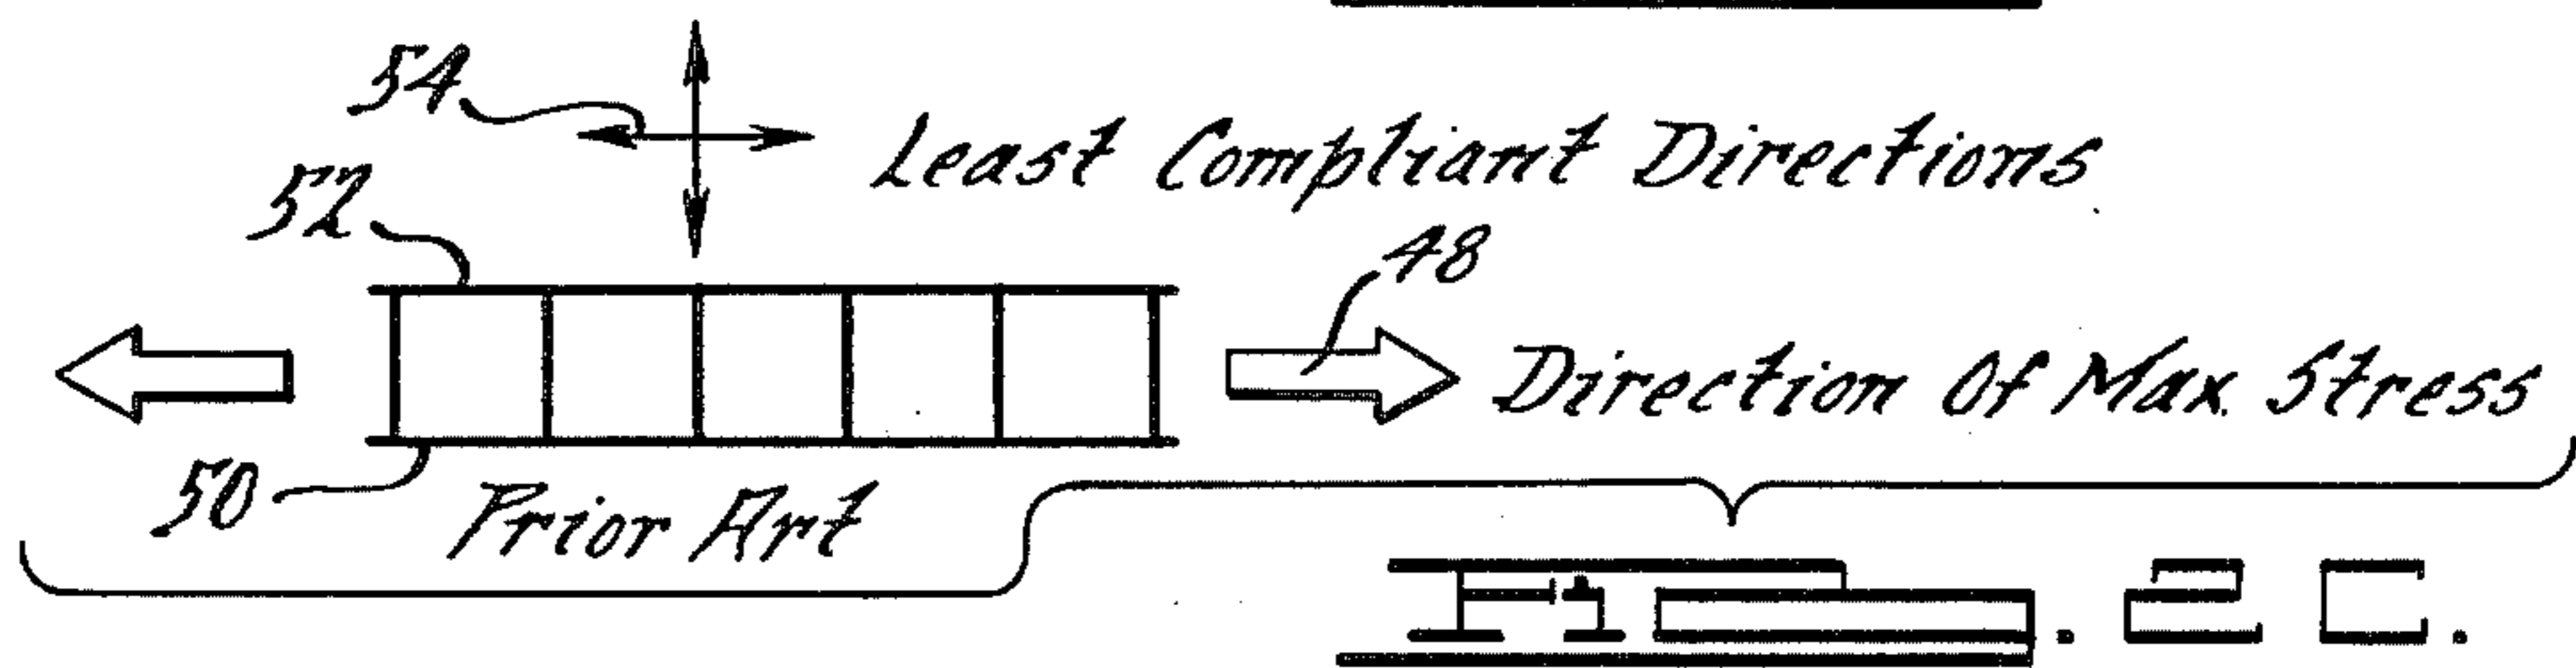 54
Least Compliant Directions
52
48
Direction Of Max. Stress
50
Prior Art
FIG. 2C.